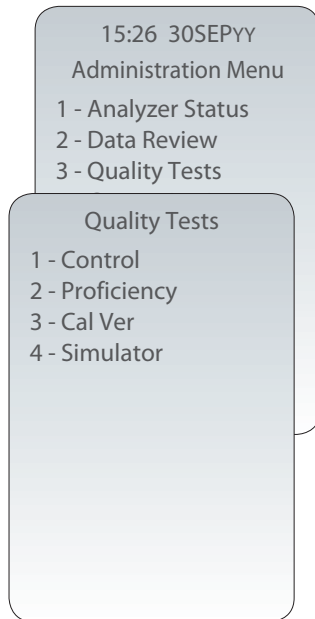 15:26 30SEPYY
Administration Menu
1 - Analyzer Status
2 - Data Review
3 - Quality Tests
Quality Tests
1 - Control
2 - Proficiency
3 - Cal Ver
4 - Simulator